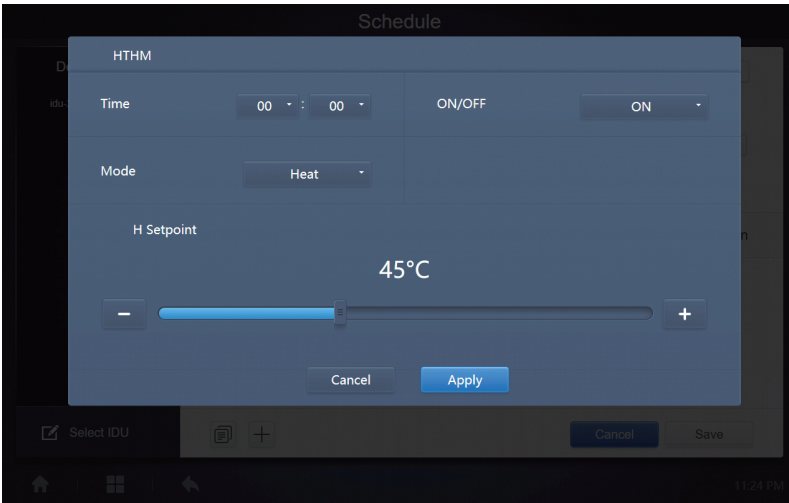 Schedule
HTHM
Time 00 : 00 ON/OFF ON
Mode Heat
H Setpoint
45°C
− +
Cancel Apply
idu-
Select IDU Cancel Save
11:24 PM